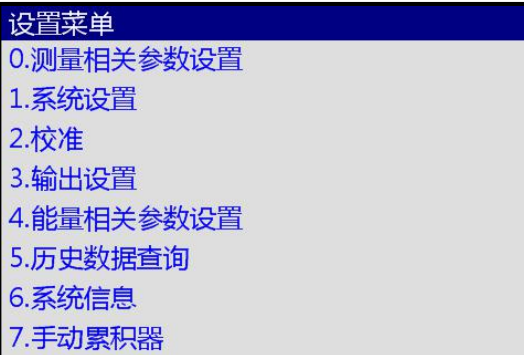 设置菜单
0.测量相关参数设置
1.系统设置
2.校准
3.输出设置
4.能量相关参数设置
5.历史数据查询
6.系统信息
7.手动累积器